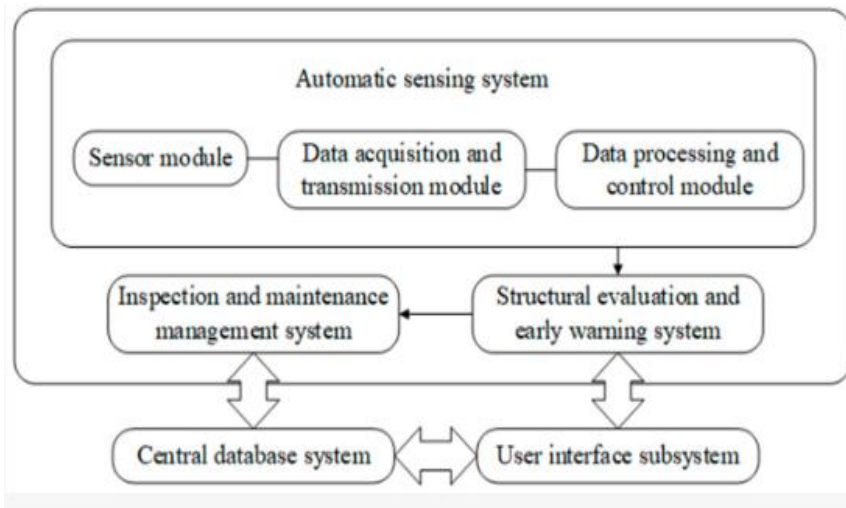 Automatic sensing system
Sensor module
Data acquisition and
transmission module
Data processing and
control module
Inspection and maintenance
management system
Structural evaluation and
early warning system
Central database system
User interface subsystem